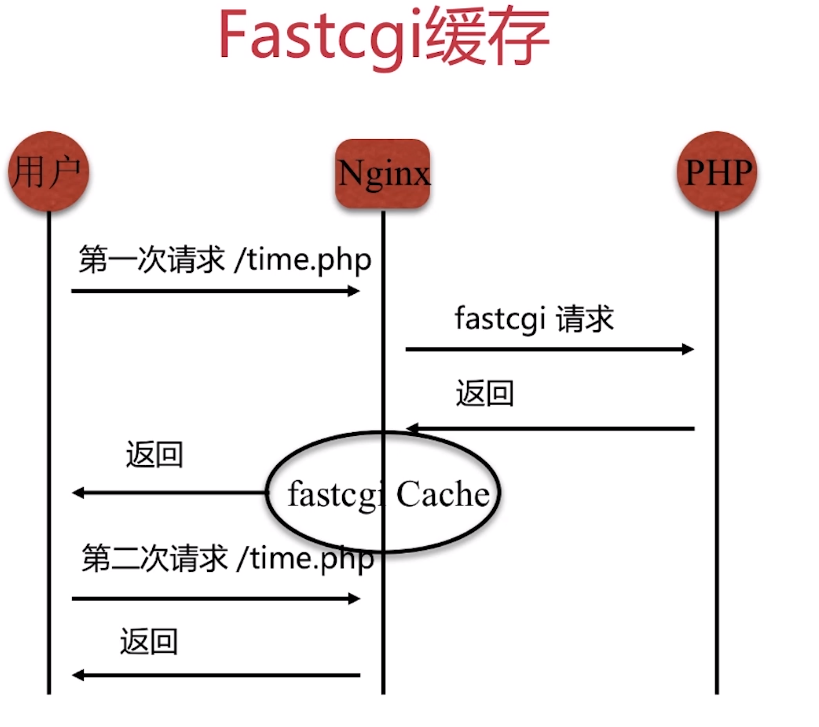 Fastcgi缓存
用户
Nginx
PHP
第一次请求 /time.php
fastcgi 请求
返回
返回
fastcgi Cache
第二次请求 /time.php
返回